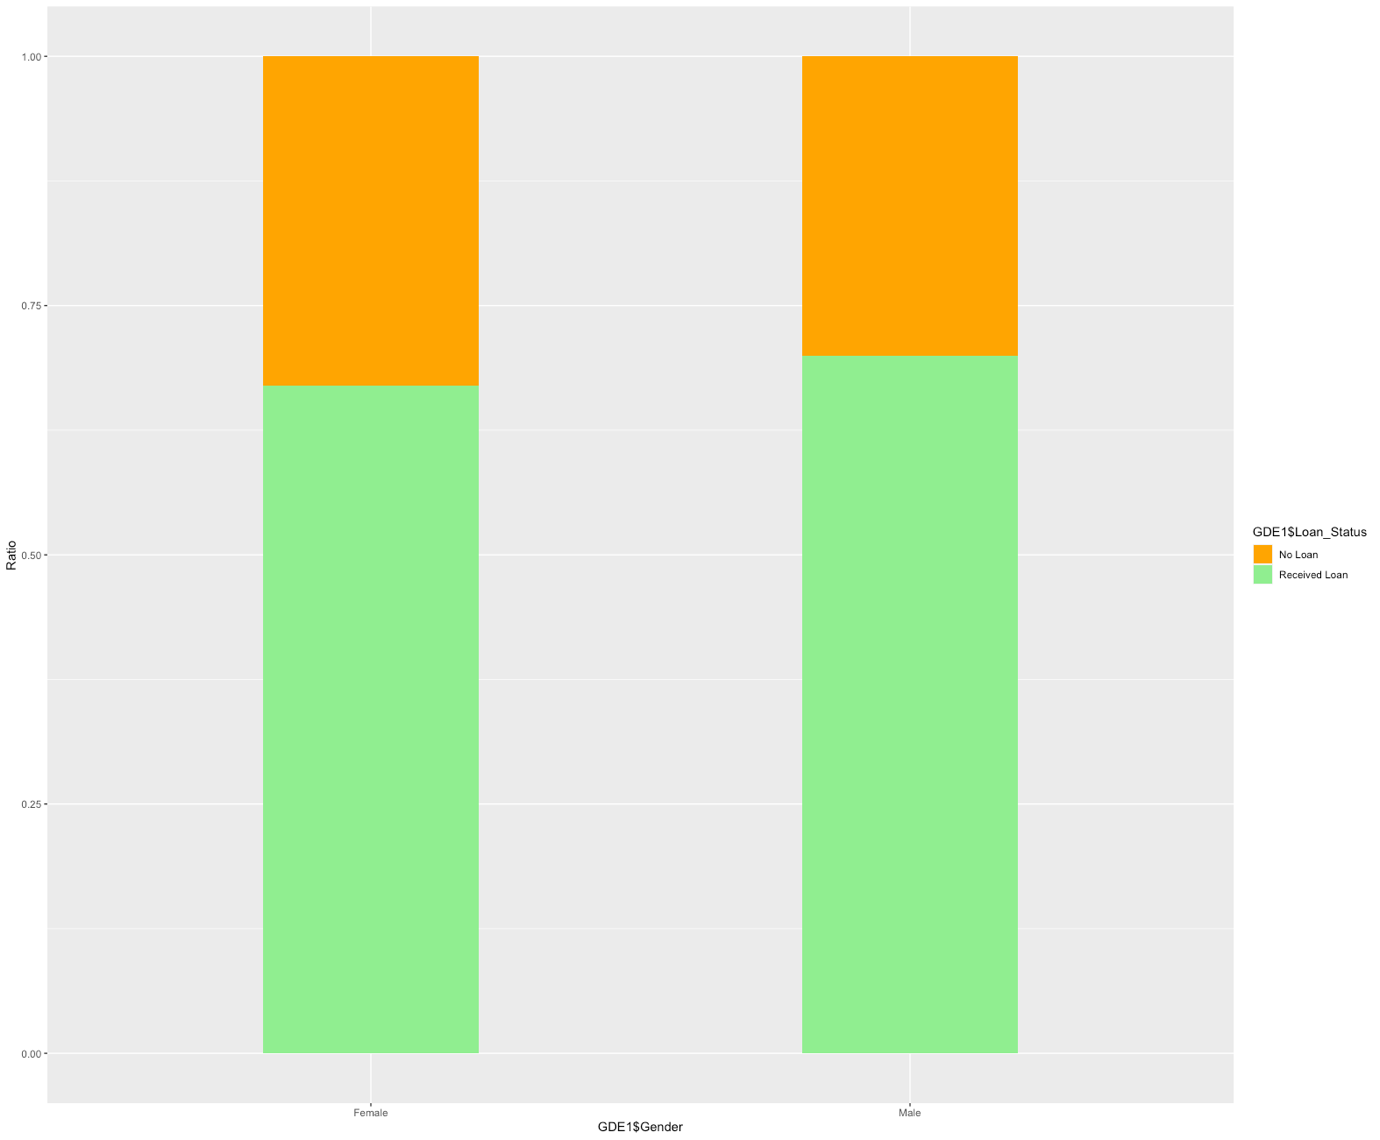 1.00
0.75
0.50
0.25
0.00
Ratio
Female
Male
GDE1$Gender
GDE1$Loan_Status
No Loan
Received Loan